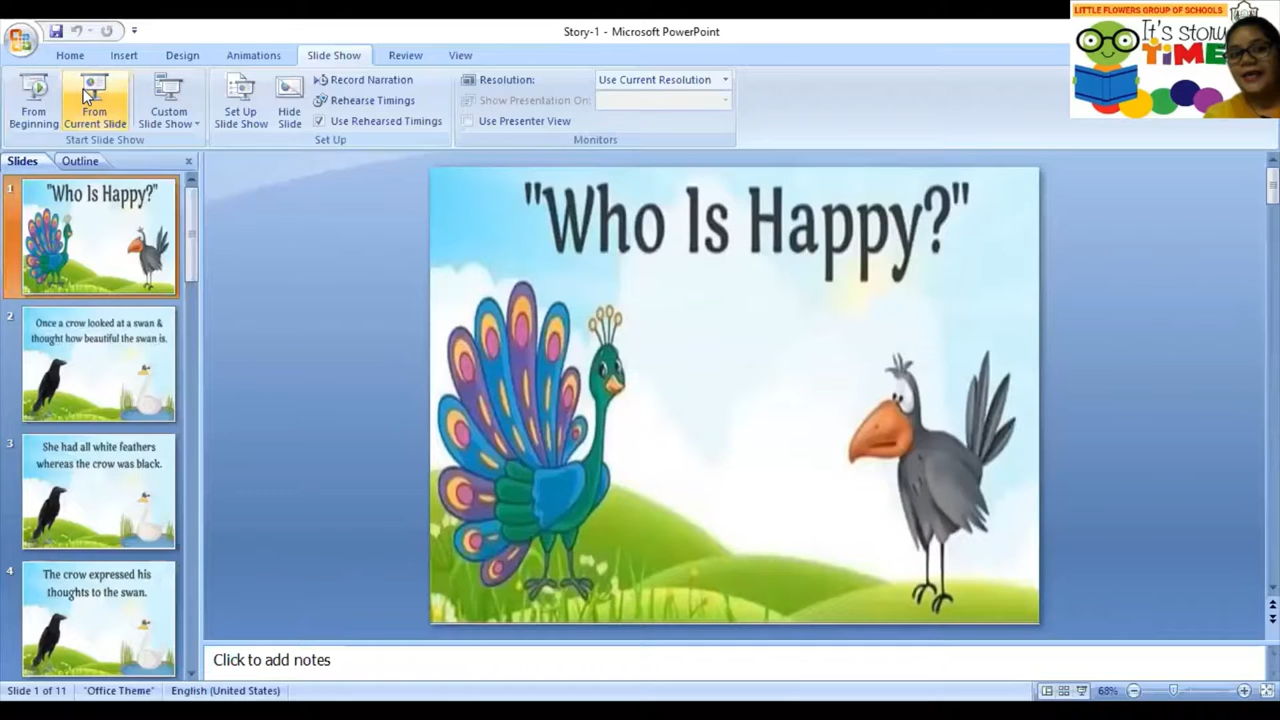 Story-1 - Microsoft PowerPoint
LITTLE FLOWERS GROUP OF SCHOOLS
It's story
TIME
Home Insert Design Animations Slide Show Review View
From Beginning
From Current Slide
Custom Slide Show
Start Slide Show
Set Up Slide Show
Hide Slide
Record Narration
Rehearse Timings
Use Rehearsed Timings
Set Up
Resolution: Use Current Resolution
Show Presentation On:
Use Presenter View
Monitors
Slides Outline
1
"Who Is Happy?"
2
Once a crow looked at a swan &
thought how beautiful the swan is.
3
She had all white feathers
whereas the crow was black.
4
The crow expressed his
thoughts to the swan.
"Who Is Happy?"
Click to add notes
Slide 1 of 11 "Office Theme" English (United States) 68%